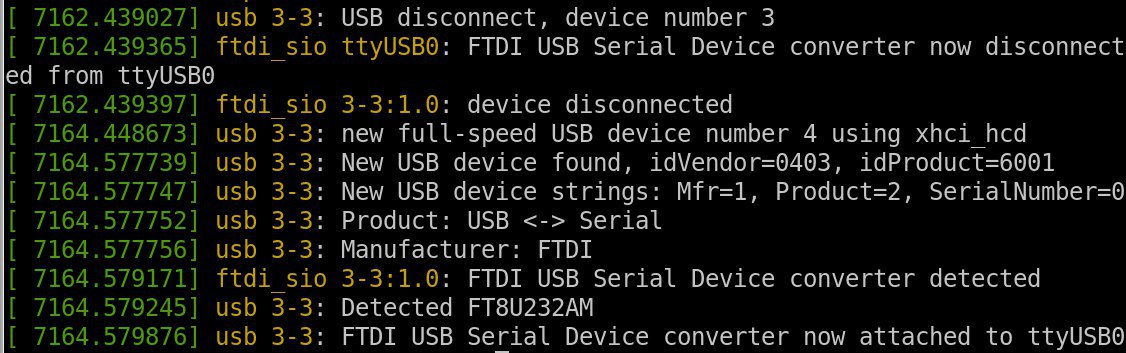 [ 7162.439027] usb 3-3: USB disconnect, device number 3
[ 7162.439365] ftdi_sio ttyUSB0: FTDI USB Serial Device converter now disconnect
ed from ttyUSB0
[ 7162.439397] ftdi_sio 3-3:1.0: device disconnected
[ 7164.448673] usb 3-3: new full-speed USB device number 4 using xhci_hcd
[ 7164.577739] usb 3-3: New USB device found, idVendor=0403, idProduct=6001
[ 7164.577747] usb 3-3: New USB device strings: Mfr=1, Product=2, SerialNumber=0
[ 7164.577752] usb 3-3: Product: USB <-> Serial
[ 7164.577756] usb 3-3: Manufacturer: FTDI
[ 7164.579171] ftdi_sio 3-3:1.0: FTDI USB Serial Device converter detected
[ 7164.579245] usb 3-3: Detected FT8U232AM
[ 7164.579876] usb 3-3: FTDI USB Serial Device converter now attached to ttyUSB0